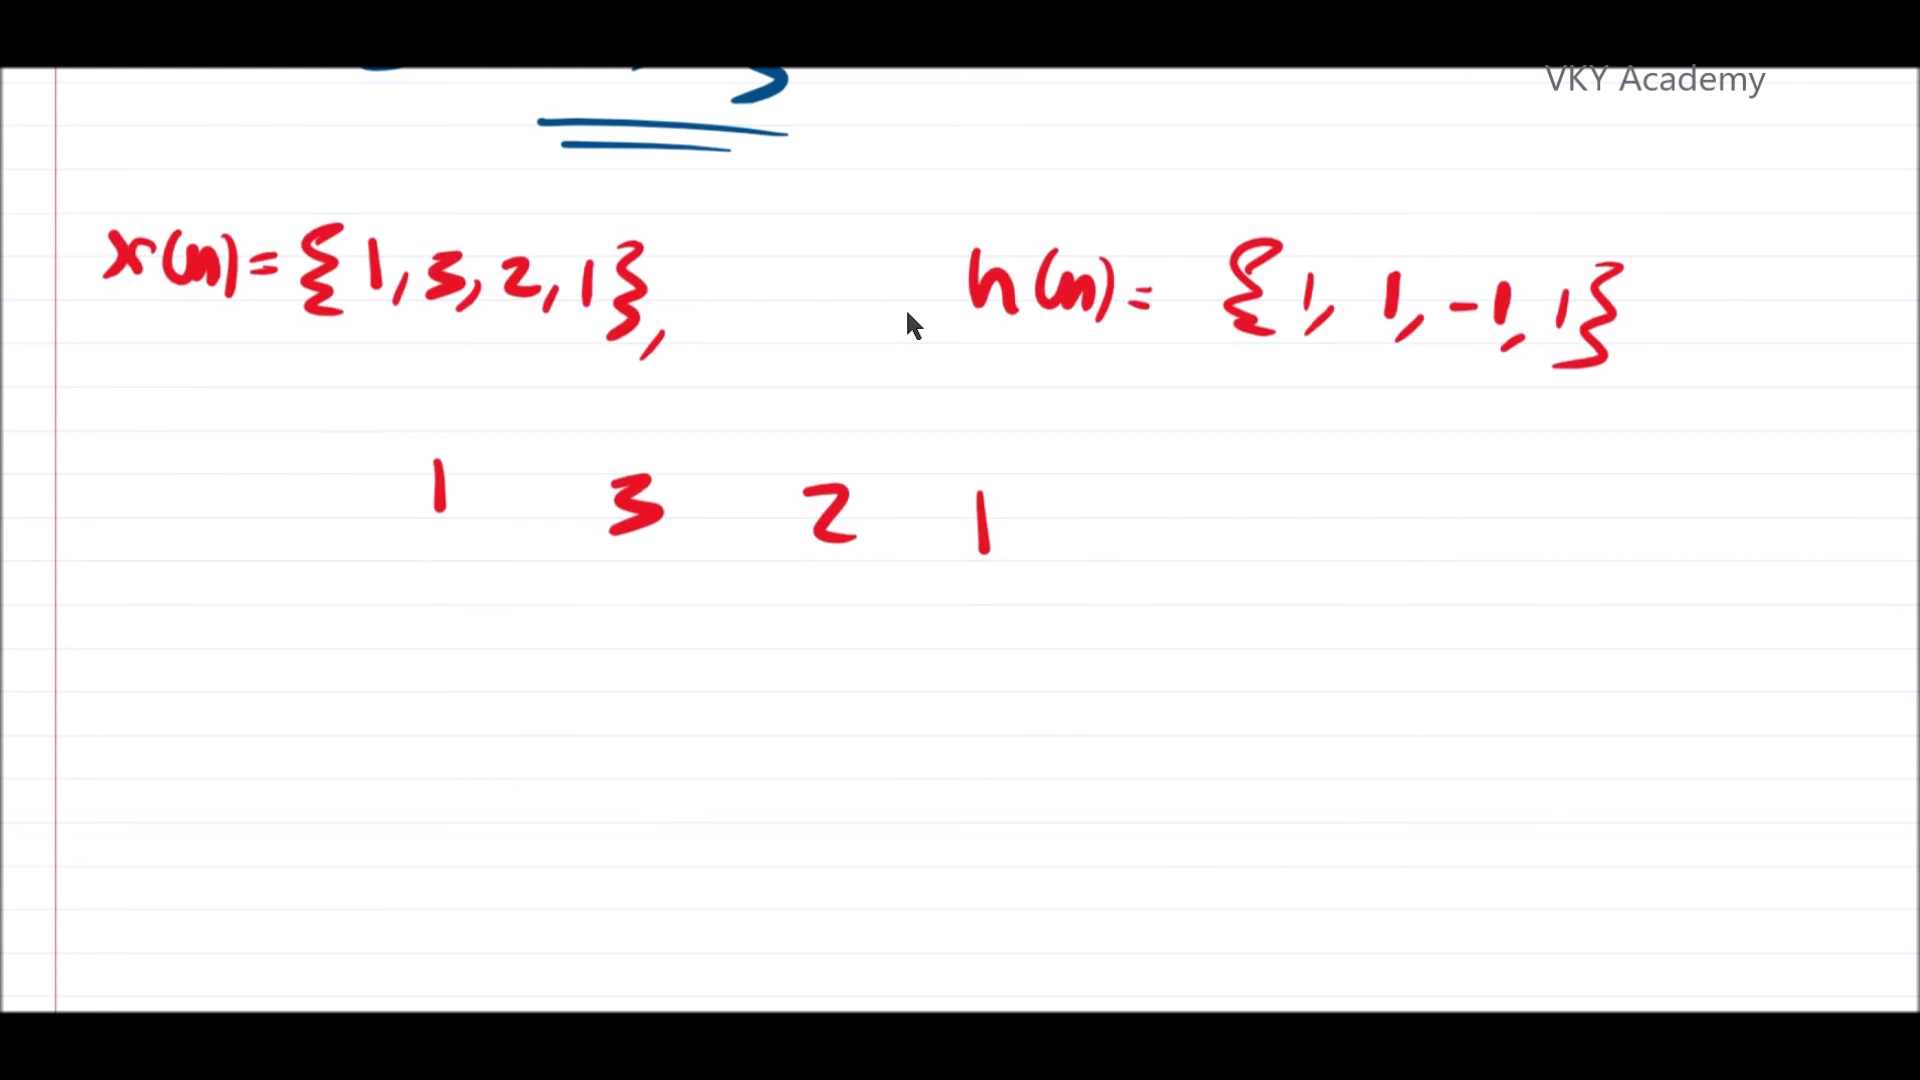 VKY Academy
x(n)= {1, 3, 2, 1}, h(n)= {1, 1, -1, 1}
1 3 2 1